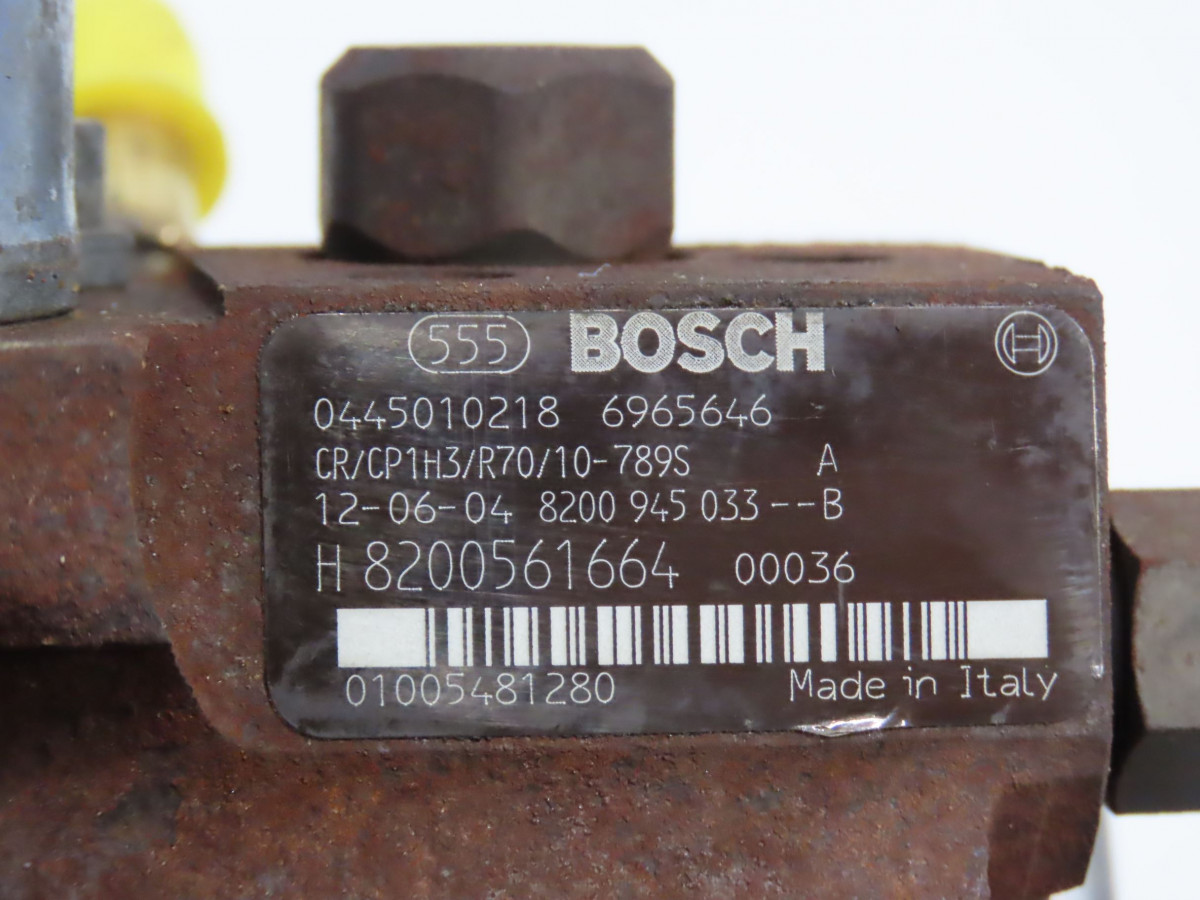 555 BOSCH
0445010218 6965646
CR/CP1H3/R70/10-789S A
12-06-04 8200 945 033--B
H 8200561664 00036
01005481280 Made in Italy